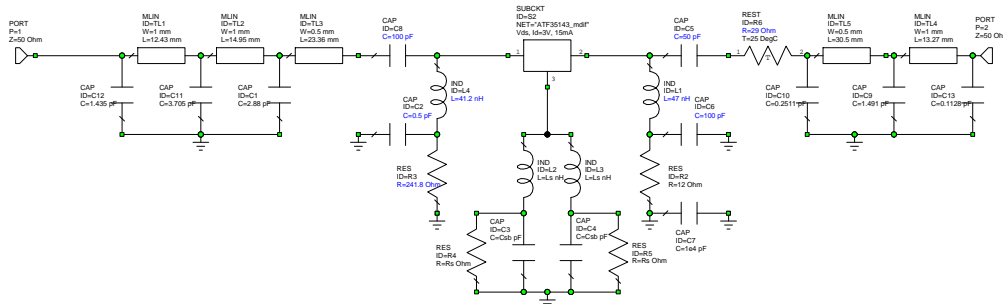 PORT
P=1
Z=50 Ohm
MLIN
ID=TL1
W=1 mm
L=12.43 mm
MLIN
ID=TL2
W=1 mm
L=14.95 mm
MLIN
ID=TL3
W=0.5 mm
L=23.36 mm
CAP
ID=C8
C=100 pF
SUBCKT
ID=S2
NET="ATF35143_mdif"
Vds, Id=3V, 15mA
1
2
3
CAP
ID=C5
C=50 pF
REST
ID=R6
R=29 Ohm
T=25 DegC
1
T
2
MLIN
ID=TL5
W=0.5 mm
L=30.5 mm
MLIN
ID=TL4
W=1 mm
L=13.27 mm
PORT
P=2
Z=50 Ohm
CAP
ID=C12
C=1.435 pF
CAP
ID=C11
C=3.705 pF
CAP
ID=C1
C=2.88 pF
IND
ID=L4
L=41.2 nH
CAP
ID=C2
C=0.5 pF
RES
ID=R3
R=241.8 Ohm
IND
ID=L1
L=47 nH
CAP
ID=C6
C=100 pF
CAP
ID=C10
C=0.2511 pF
CAP
ID=C9
C=1.491 pF
CAP
ID=C13
C=0.1128 pF
IND
ID=L2
L=Ls nH
IND
ID=L3
L=Ls nH
RES
ID=R2
R=12 Ohm
CAP
ID=C7
C=1e4 pF
CAP
ID=C3
C=Csb pF
CAP
ID=C4
C=Csb pF
RES
ID=R4
R=Rs Ohm
RES
ID=R5
R=Rs Ohm